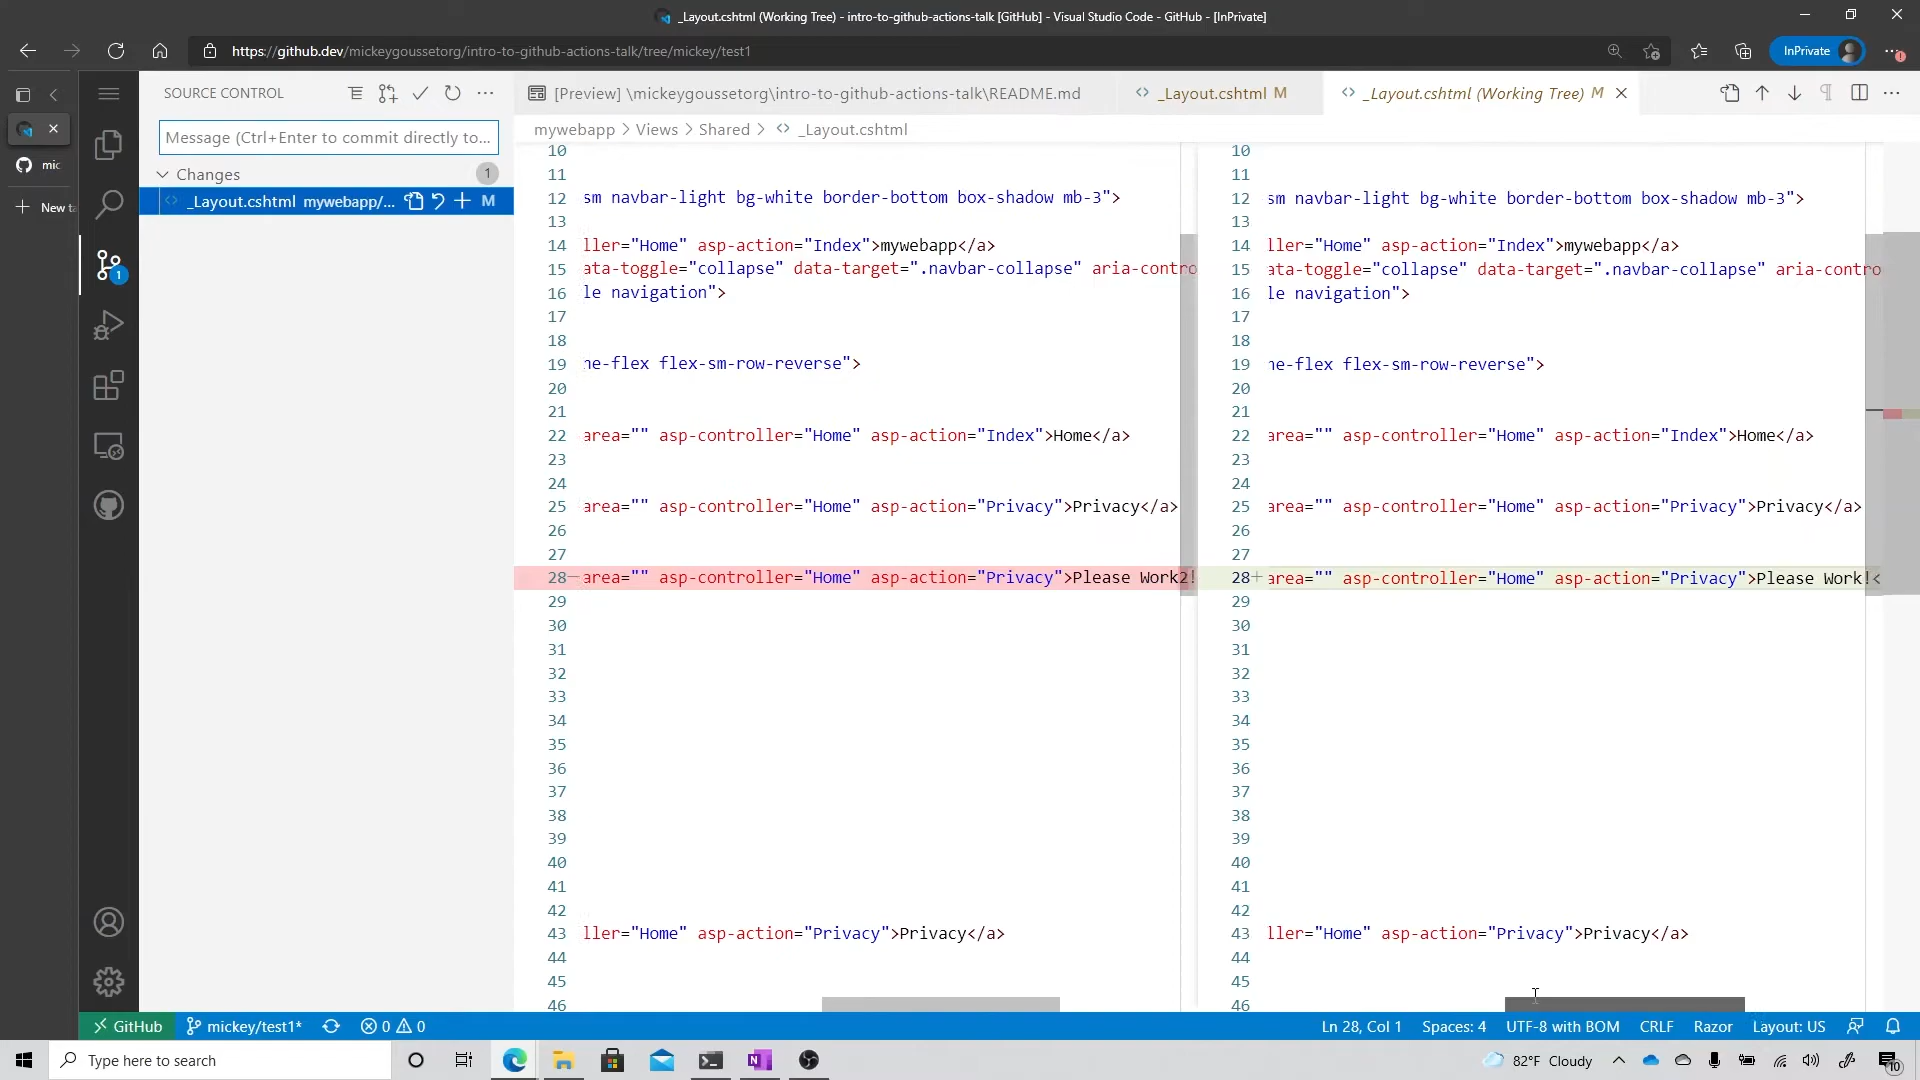 _Layout.cshtml (Working Tree) - intro-to-github-actions-talk [GitHub] - Visual Studio Code - GitHub - [InPrivate]
https://github.dev/mickeygoussetorg/intro-to-github-actions-talk/tree/mickey/test1
InPrivate
SOURCE CONTROL
[Preview] \mickeygoussetorg\intro-to-github-actions-talk\README.md
_Layout.cshtml M
_Layout.cshtml (Working Tree) M
mywebapp > Views > Shared > _Layout.cshtml
Message (Ctrl+Enter to commit directly to...
Changes 1
_Layout.cshtml mywebapp/... M
mic
New ta
1
10
11
12 sm navbar-light bg-white border-bottom box-shadow mb-3">
13
14 ller="Home" asp-action="Index">mywebapp</a>
15 ata-toggle="collapse" data-target=".navbar-collapse" aria-contro
16 le navigation">
17
18
19 ne-flex flex-sm-row-reverse">
20
21
22 area="" asp-controller="Home" asp-action="Index">Home</a>
23
24
25 area="" asp-controller="Home" asp-action="Privacy">Privacy</a>
26
27
28- area="" asp-controller="Home" asp-action="Privacy">Please Work2!
29
30
31
32
33
34
35
36
37
38
39
40
41
42
43 ller="Home" asp-action="Privacy">Privacy</a>
44
45
46
10
11
12 sm navbar-light bg-white border-bottom box-shadow mb-3">
13
14 ller="Home" asp-action="Index">mywebapp</a>
15 ata-toggle="collapse" data-target=".navbar-collapse" aria-contro
16 le navigation">
17
18
19 ne-flex flex-sm-row-reverse">
20
21
22 area="" asp-controller="Home" asp-action="Index">Home</a>
23
24
25 area="" asp-controller="Home" asp-action="Privacy">Privacy</a>
26
27
28+ area="" asp-controller="Home" asp-action="Privacy">Please Work!<
29
30
31
32
33
34
35
36
37
38
39
40
41
42
43 ller="Home" asp-action="Privacy">Privacy</a>
44
45
46
GitHub mickey/test1* 0 0 Ln 28, Col 1 Spaces: 4 UTF-8 with BOM CRLF Razor Layout: US
Type here to search 82°F Cloudy 10